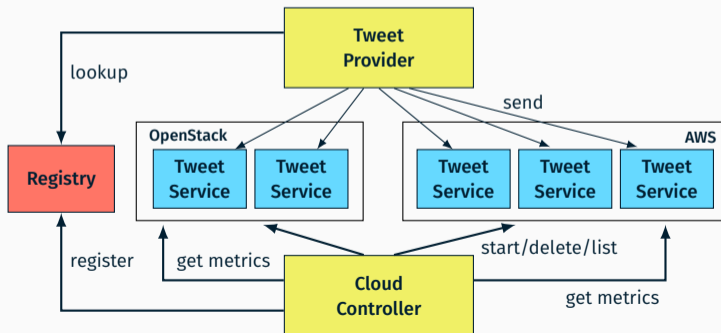 Tweet
Provider
lookup
send
OpenStack
AWS
Registry
Tweet
Service
Tweet
Service
Tweet
Service
Tweet
Service
Tweet
Service
register
get metrics
start/delete/list
get metrics
Cloud
Controller